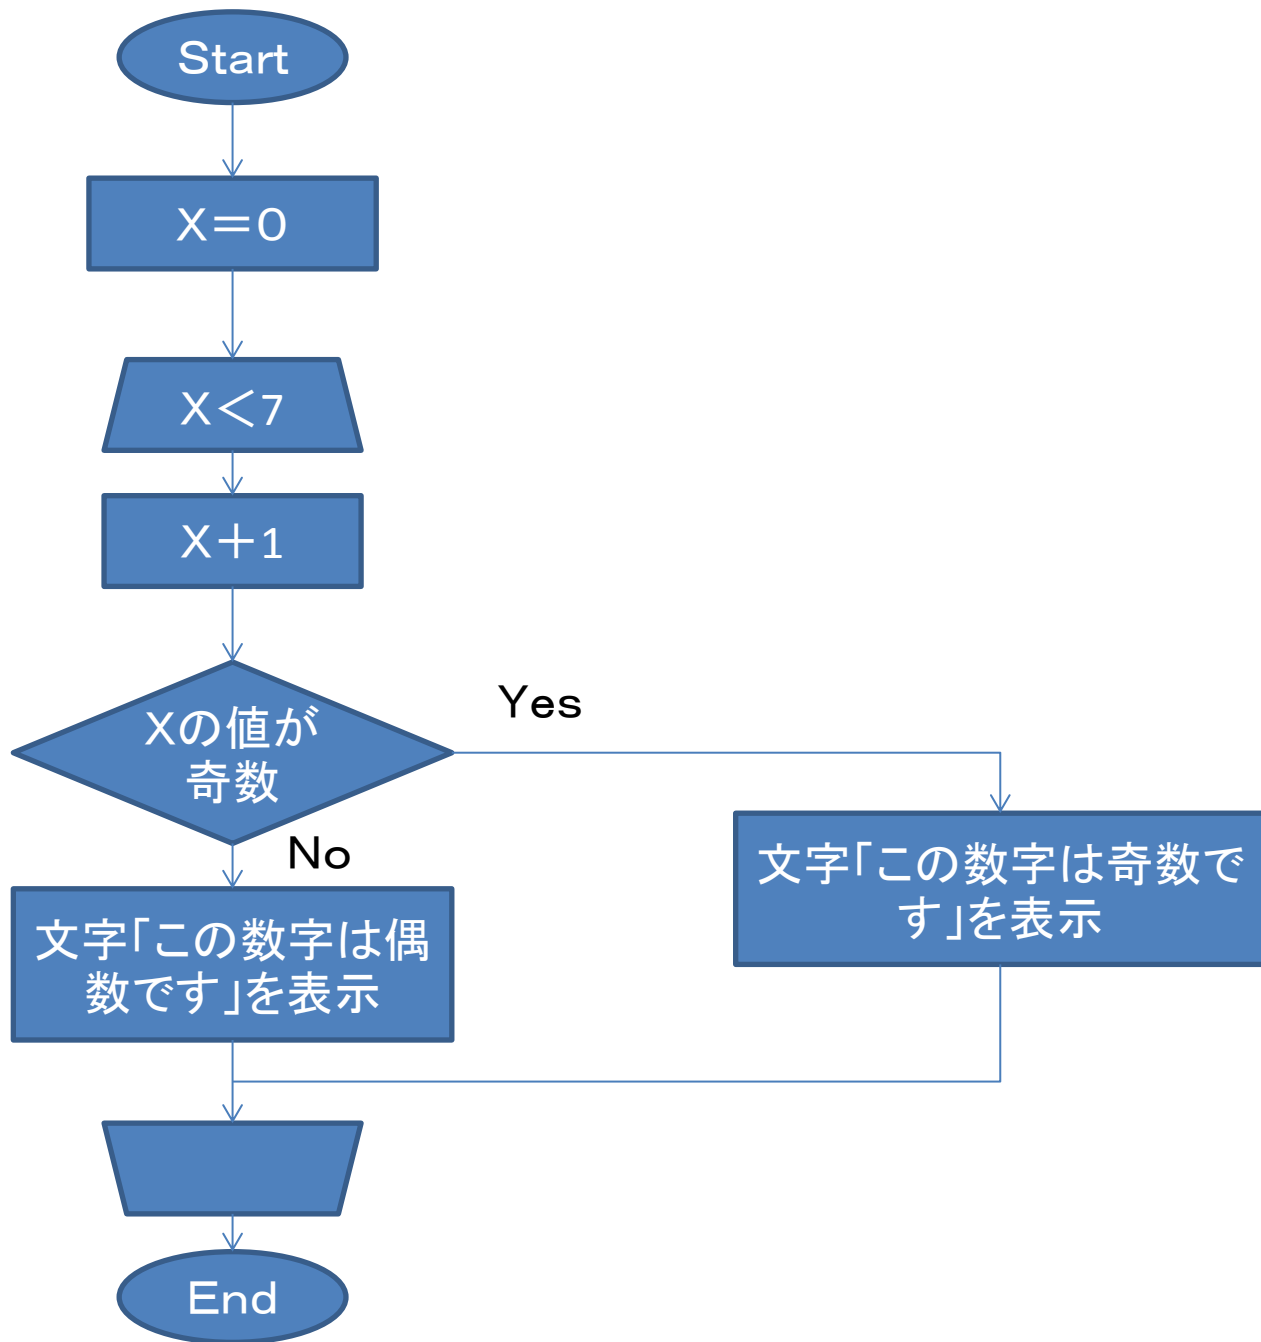 Start
X＝0
X＜7
X＋1
Xの値が
奇数
Yes
No
文字｢この数字は奇数で
す｣を表示
文字｢この数字は偶
数です｣を表示
End